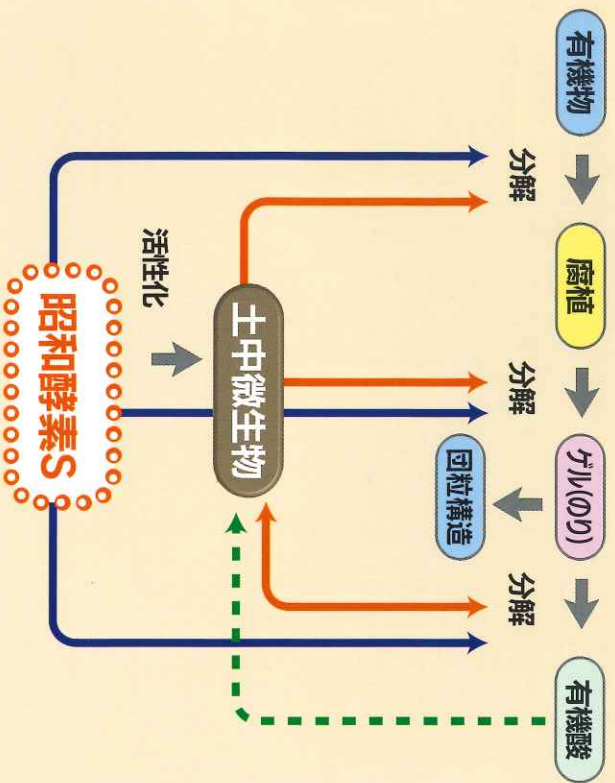 有機物
分解
腐植
分解
ゲル(のり)
団粒構造
分解
有機酸
活性化
土中微生物
昭和酵素S